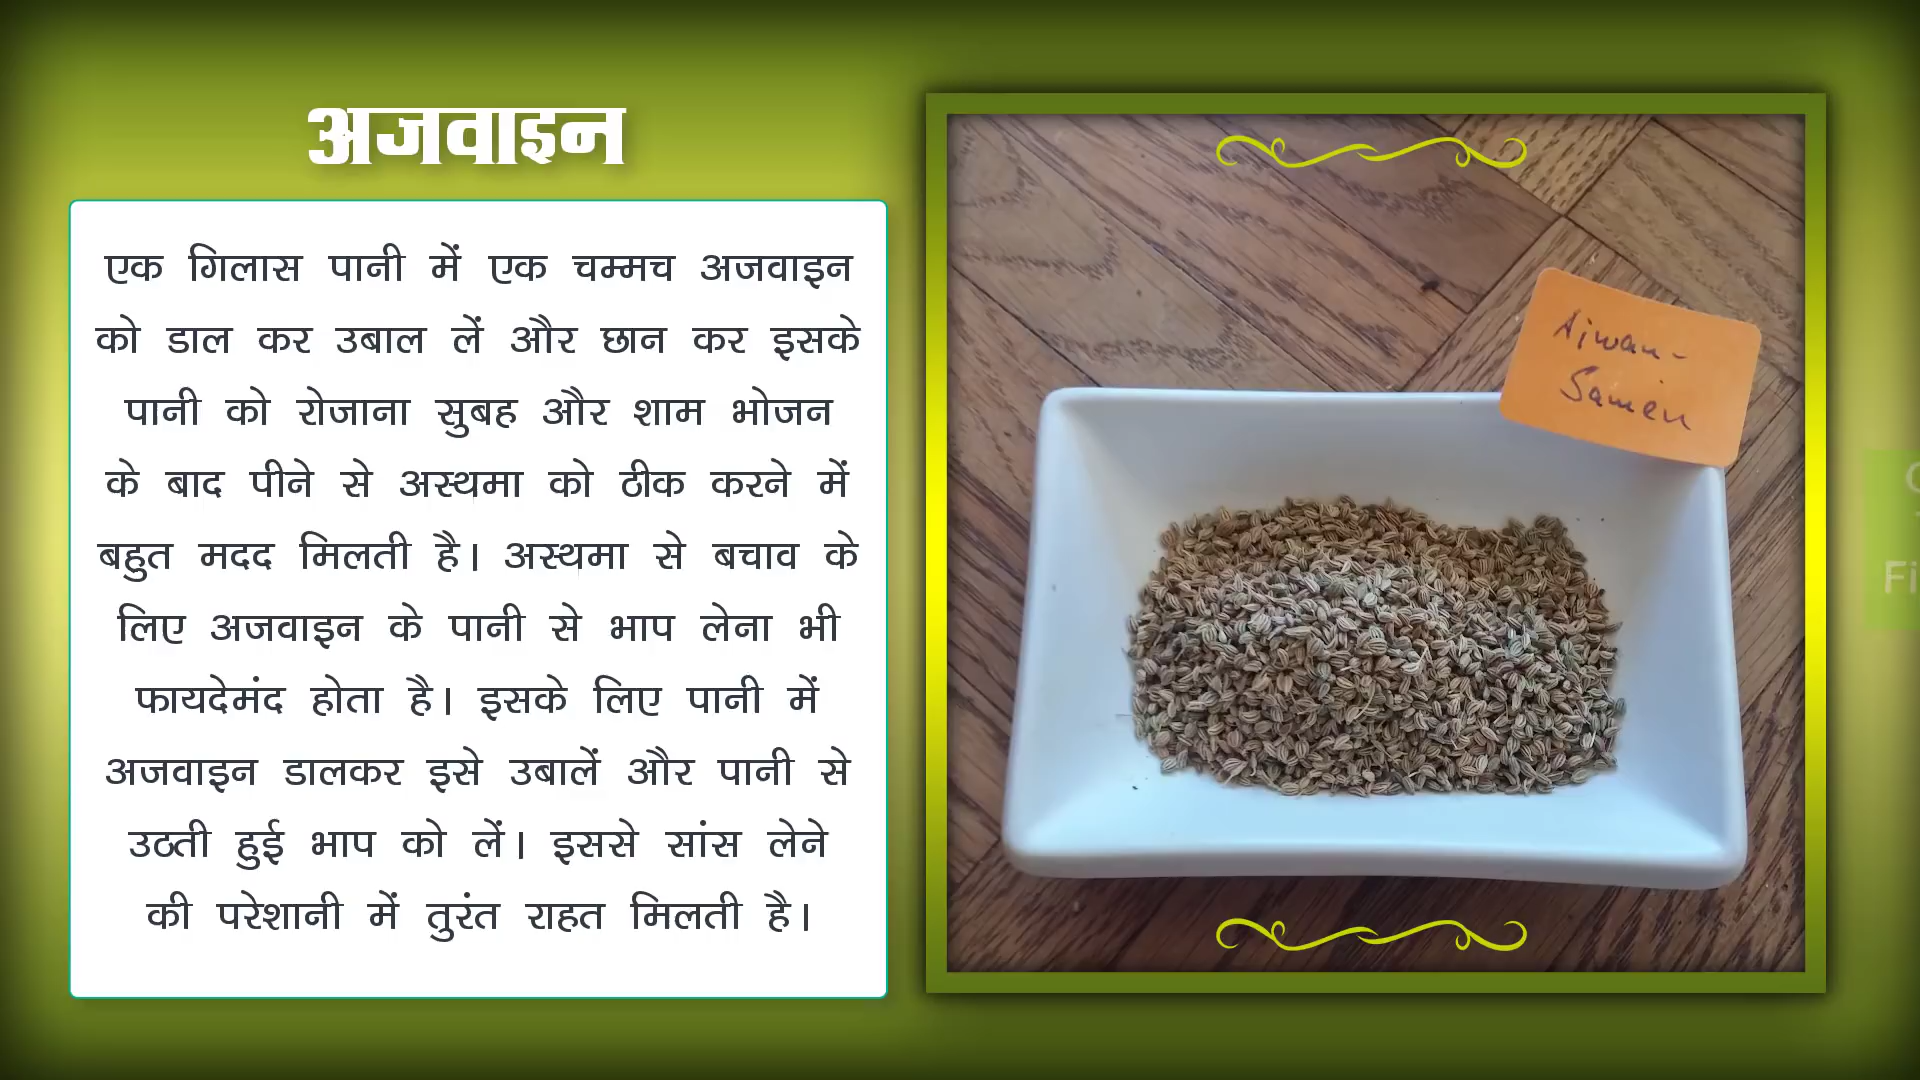 अजवाइन
एक गिलास पानी में एक चम्मच अजवाइन
को डाल कर उबाल लें और छान कर इसके
पानी को रोजाना सुबह और शाम भोजन
के बाद पीने से अस्थमा को ठीक करने में
बहुत मदद मिलती है। अस्थमा से बचाव के
लिए अजवाइन के पानी से भाप लेना भी
फायदेमंद होता है। इसके लिए पानी में
अजवाइन डालकर इसे उबालें और पानी से
उठती हुई भाप को लें। इससे सांस लेने
की परेशानी में तुरंत राहत मिलती है।
Ajwan-
Samen